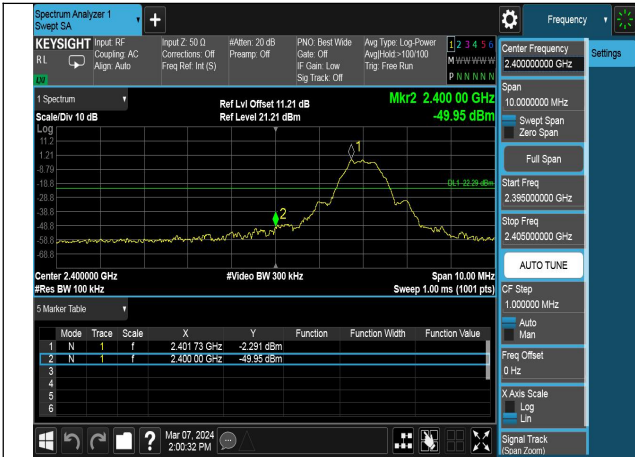 Spectrum Analyzer 1
Swept SA
Frequency
KEYSIGHT Input: RF Input Z: 50 Ω #Atten: 20 dB PNO: Best Wide Avg Type: Log-Power 1 2 3 4 5 6
RL Coupling: AC Corrections: Off Preamp: Off Gate: Off Avg|Hold:>100/100 M W W W W W
Align: Auto Freq Ref: Int (S) IF Gain: Low Trig: Free Run
Sig Track: Off P N N N N N
1 Spectrum
Ref Lvl Offset 11.21 dB Mkr2 2.400 00 GHz
Scale/Div 10 dB Ref Level 21.21 dBm -49.95 dBm
Log
11.2
1.21
-8.79
-18.8
-28.8
-38.8
-48.8
-58.8
-68.8
1
DL1 -22.29 dBm
2
Center 2.400000 GHz #Video BW 300 kHz Span 10.00 MHz
#Res BW 100 kHz Sweep 1.00 ms (1001 pts)
5 Marker Table
Mode Trace Scale X Y Function Function Width Function Value
1 N 1 f 2.401 73 GHz -2.291 dBm
2 N 1 f 2.400 00 GHz -49.95 dBm
3
4
5
6
Mar 07, 2024
2:00:32 PM
Center Frequency
2.400000000 GHz
Settings
Span
10.0000000 MHz
Swept Span
Zero Span
Full Span
Start Freq
2.395000000 GHz
Stop Freq
2.405000000 GHz
AUTO TUNE
CF Step
1.000000 MHz
Auto
Man
Freq Offset
0 Hz
X Axis Scale
Log
Lin
Signal Track
(Span Zoom)